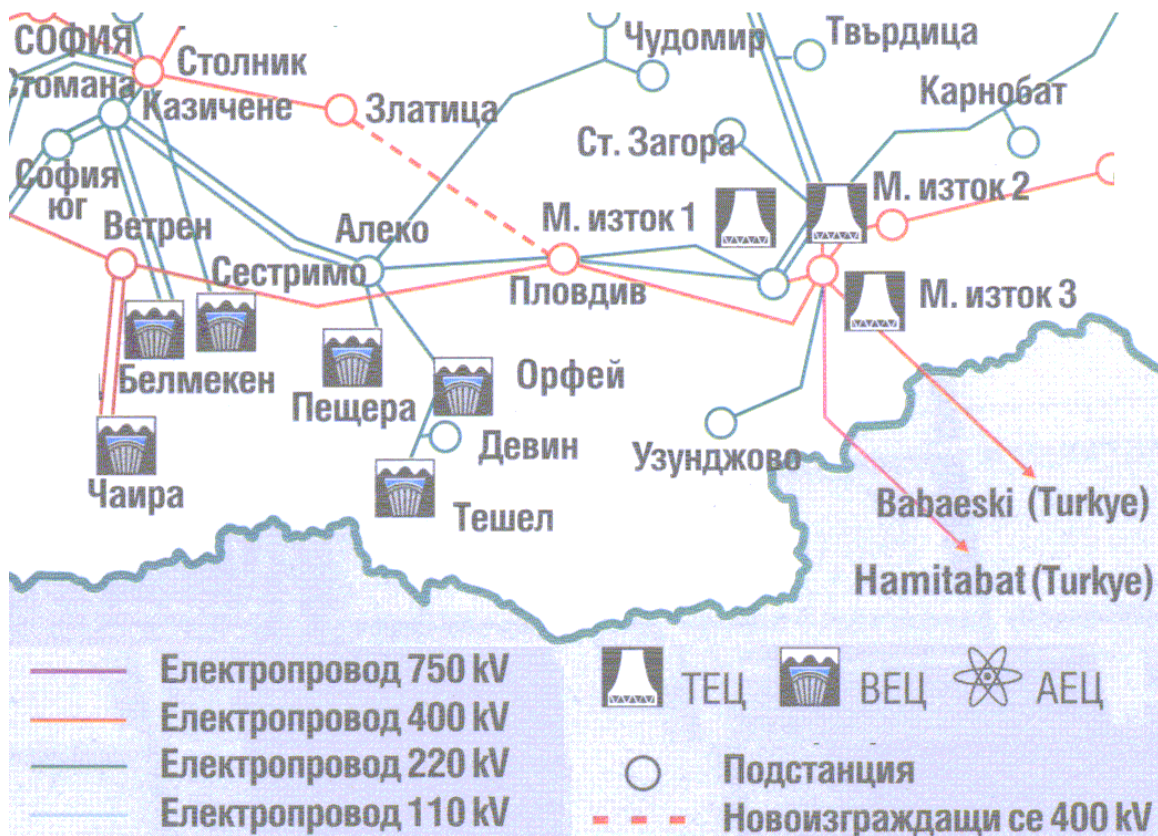 СОФИЯ
Столник
Стомана
Казичене
Златица
Чудомир
Твърдица
Карнобат
Ст. Загора
София
юг
Ветрен
Алеко
М. изток 1
М. изток 2
Сестримо
Пловдив
М. изток 3
Белмекен
Пещера
Орфей
Девин
Узунджово
Чаира
Тешел
Babaeski (Turkye)
Hamitabat (Turkye)
Електропровод 750 kV
Електропровод 400 kV
Електропровод 220 kV
Електропровод 110 kV
ТЕЦ
ВЕЦ
АЕЦ
Подстанция
Новоизграждащи се 400 kV